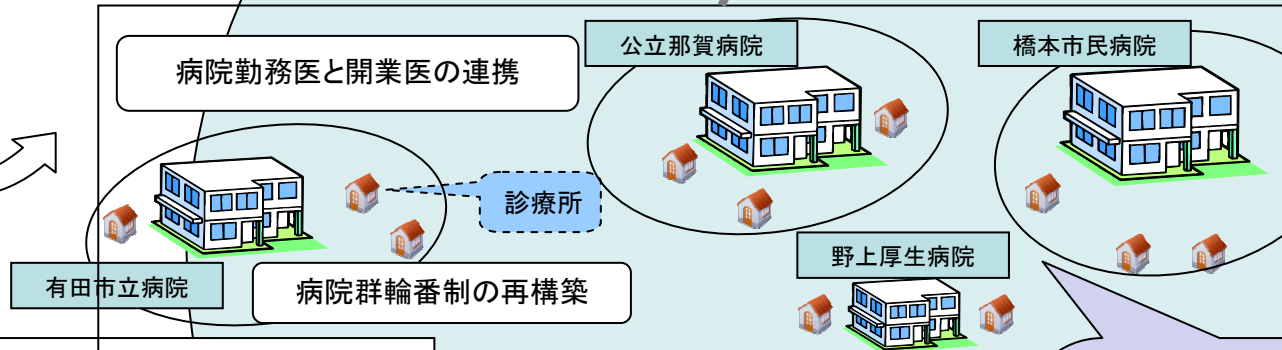 公立那賀病院
橋本市民病院
病院勤務医と開業医の連携
診療所
野上厚生病院
有田市立病院
病院群輪番制の再構築